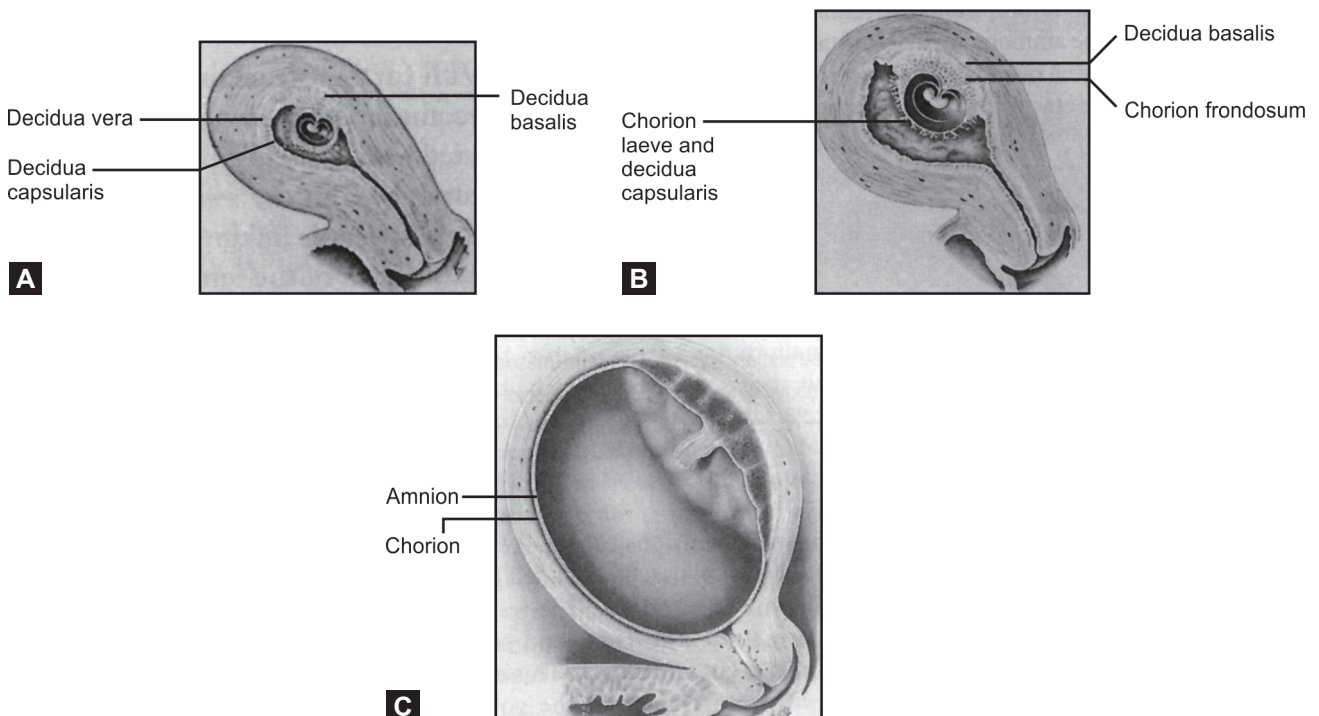 Decidua vera
Decidua
capsularis
Decidua
basalis
A
Decidua basalis
Chorion frondosum
Chorion
laeve and
decidua
capsularis
B
Amnion
Chorion
C